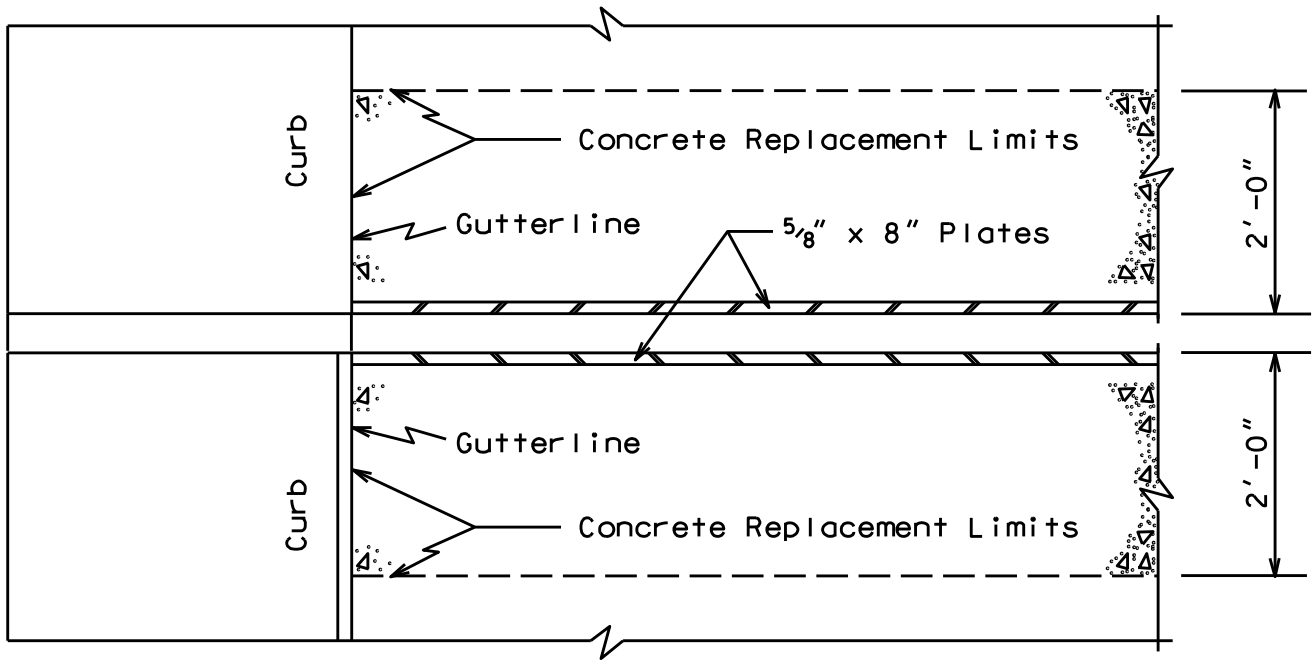 Curb
Concrete Replacement Limits
2'-0"
Gutterline
5/8" x 8" Plates
Gutterline
Curb
2'-0"
Concrete Replacement Limits